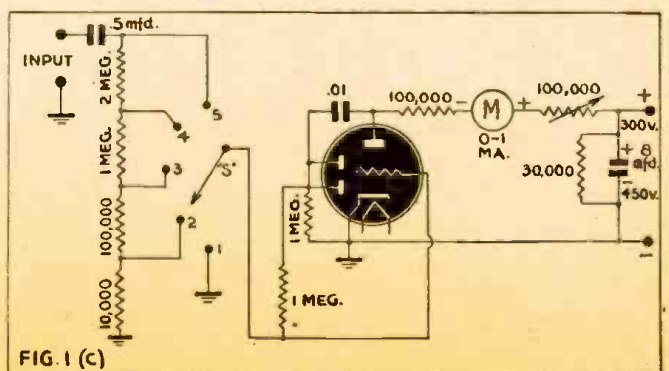 .5 mfd.
INPUT
2 MEG.
5
4
1 MEG.
3
"S"
100,000
2
1
10,000
.01
100,000
-
M
+
0-1
MA.
100,000
+
300v.
30,000
+ 8
mfd.
-
450v.
-
1 MEG.
1 MEG.
FIG. 1 (C)